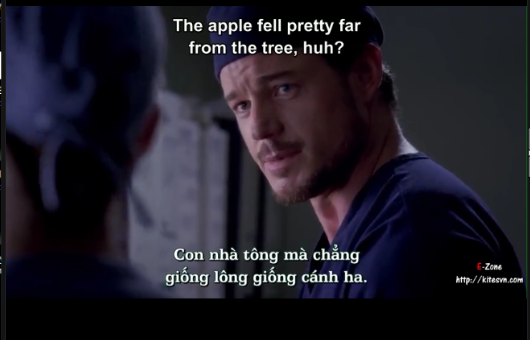 The apple fell pretty far
from the tree, huh?
Con nhà tông mà chẳng
giống lông giống cánh ha.
E-Zone
http://kitesvn.com